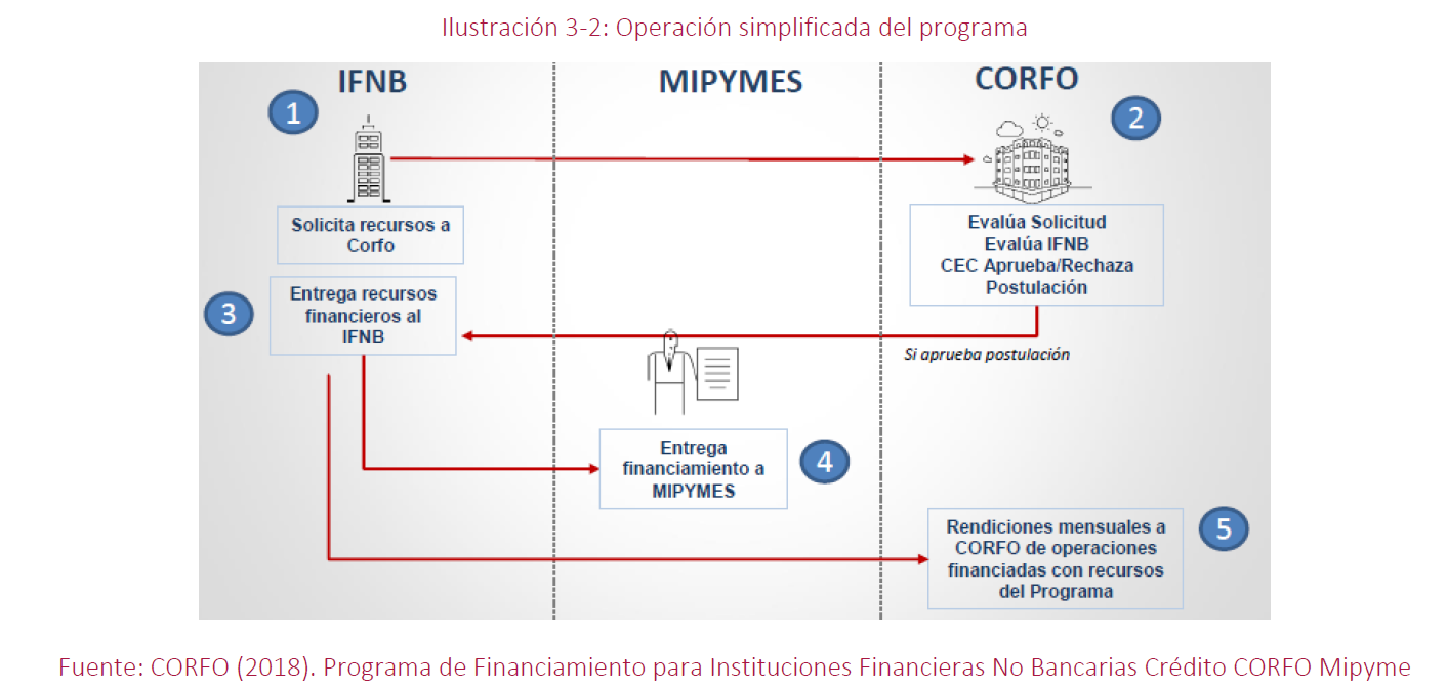 Ilustración 3-2: Operación simplificada del programa
IFNB
MIPYMES
CORFO
1
2
Solicita recursos a
Corfo
Evalúa Solicitud
Evalúa IFNB
CEC Aprueba/Rechaza
Postulación
3
Entrega recursos
financieros al
IFNB
Si aprueba postulación
Entrega
financiamiento a
MIPYMES
4
Rendiciones mensuales a
CORFO de operaciones
financiadas con recursos
del Programa
5
Fuente: CORFO (2018). Programa de Financiamiento para Instituciones Financieras No Bancarias Crédito CORFO Mipyme